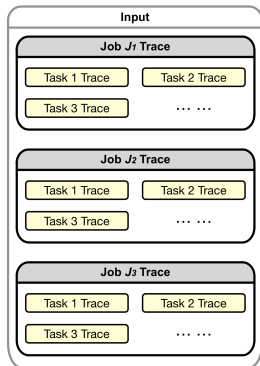 Input
Job J1 Trace
Task 1 Trace Task 2 Trace
Task 3 Trace ... ...
Job J2 Trace
Task 1 Trace Task 2 Trace
Task 3 Trace ... ...
Job J3 Trace
Task 1 Trace Task 2 Trace
Task 3 Trace ... ...